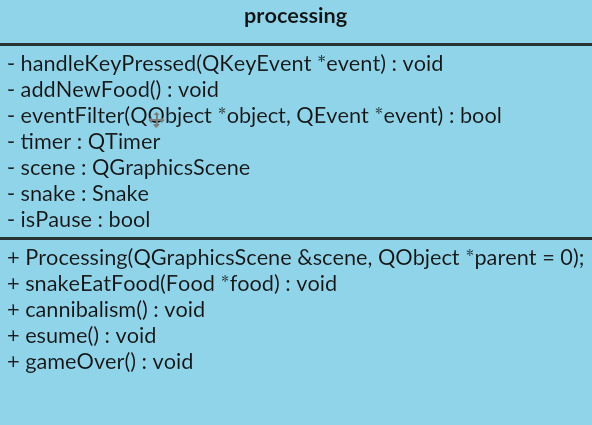 processing
- handleKeyPressed(QKeyEvent *event) : void
- addNewFood() : void
- eventFilter(QObject *object, QEvent *event) : bool
- timer : QTimer
- scene : QGraphicsScene
- snake : Snake
- isPause : bool
+ Processing(QGraphicsScene &scene, QObject *parent = 0);
+ snakeEatFood(Food *food) : void
+ cannibalism() : void
+ esume() : void
+ gameOver() : void